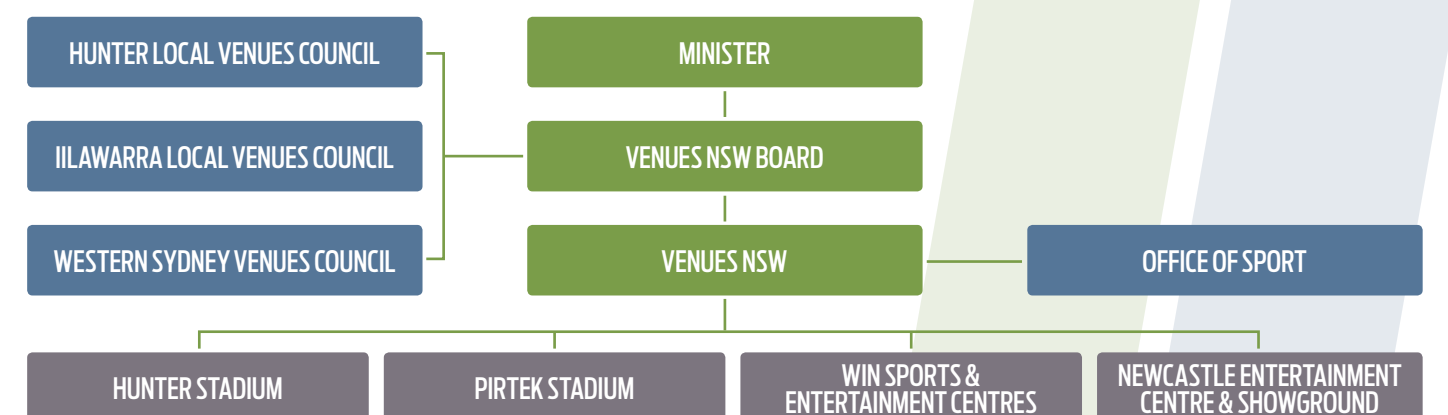 HUNTER LOCAL VENUES COUNCIL
MINISTER
IILAWARRA LOCAL VENUES COUNCIL
VENUES NSW BOARD
WESTERN SYDNEY VENUES COUNCIL
VENUES NSW
OFFICE OF SPORT
HUNTER STADIUM
PIRTEK STADIUM
WIN SPORTS &
ENTERTAINMENT CENTRES
NEWCASTLE ENTERTAINMENT
CENTRE & SHOWGROUND